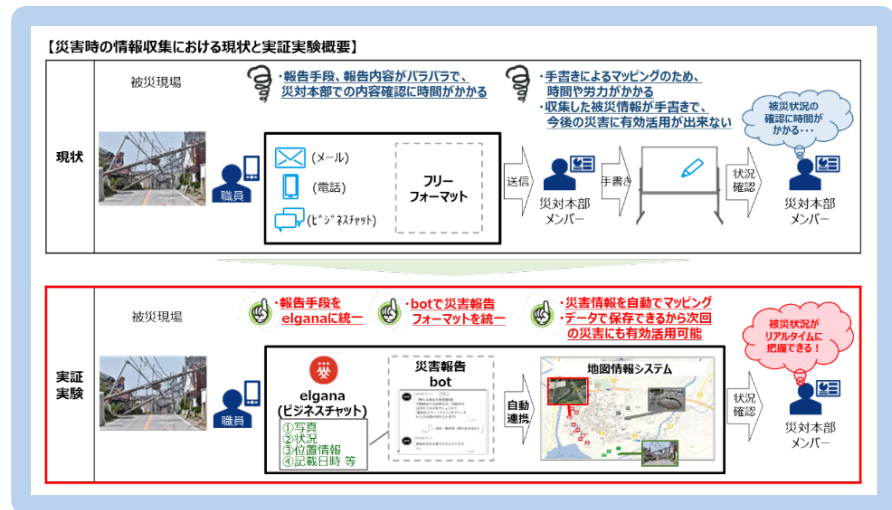 【災害時の情報収集における現状と実証実験概要】
現状
被災現場
・報告手段、報告内容がバラバラで、
災対本部での内容確認に時間がかかる
・手書きによるマッピングのため、
時間や労力がかかる
・収集した被災情報が手書きで、
今後の災害に有効活用が出来ない
被災状況の
確認に時間が
かかる・・・
職員
(メール)
(電話)
(ﾋﾞｼﾞﾈｽﾁｬｯﾄ)
フリー
フォーマット
送信
災対本部
メンバー
手書き
状況
確認
災対本部
メンバー
実証
実験
被災現場
・報告手段を
elganaに統一
・botで災害報告
フォーマットを統一
・災害情報を自動でマッピング
・データで保存できるから次回
の災害にも有効活用可能
被災状況が
リアルタイムに
把握できる！
職員
elgana
(ビジネスチャット)
①写真
②状況
③位置情報
④記載日時 等
災害報告
bot
自動
連携
地図情報システム
状況
確認
災対本部
メンバー